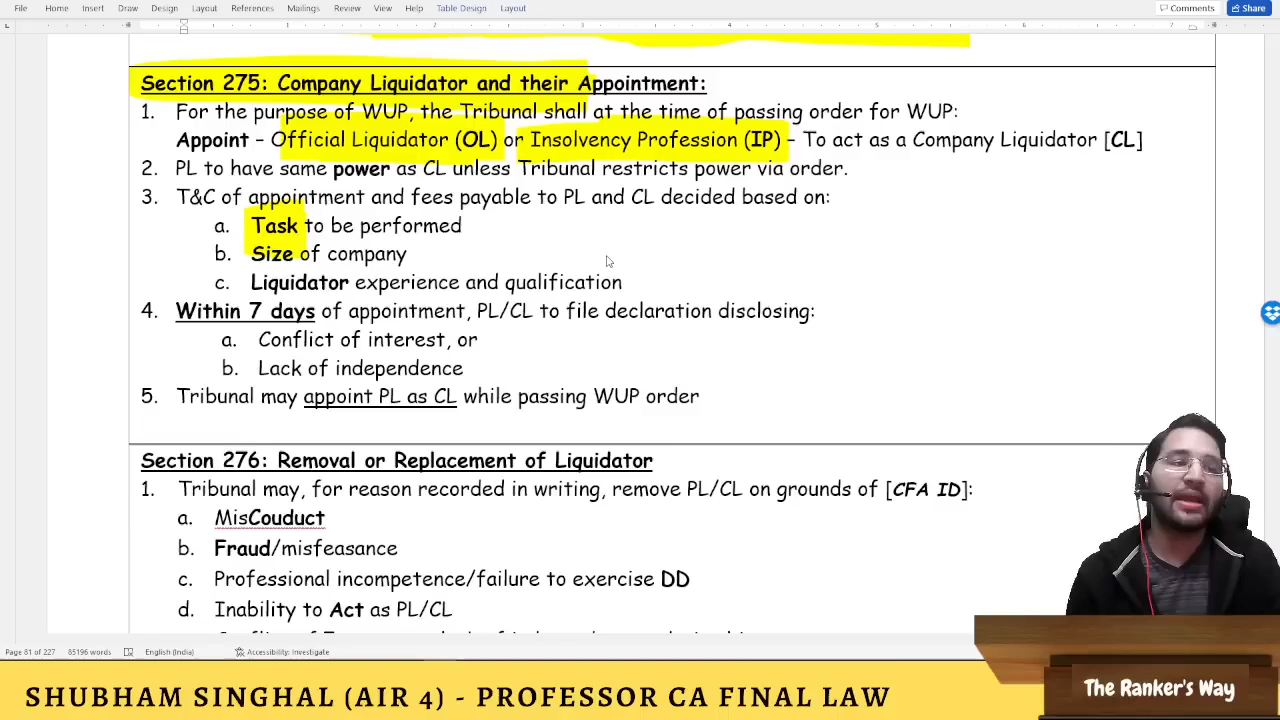 File Home Insert Draw Design Layout References Mailings Review View Help Table Design Layout Comments Share
1 2 3 4 5 6 7
Section 275: Company Liquidator and their Appointment:
1. For the purpose of WUP, the Tribunal shall at the time of passing order for WUP:
Appoint – Official Liquidator (OL) or Insolvency Profession (IP) – To act as a Company Liquidator [CL]
2. PL to have same power as CL unless Tribunal restricts power via order.
3. T&C of appointment and fees payable to PL and CL decided based on:
a. Task to be performed
b. Size of company
c. Liquidator experience and qualification
4. Within 7 days of appointment, PL/CL to file declaration disclosing:
a. Conflict of interest, or
b. Lack of independence
5. Tribunal may appoint PL as CL while passing WUP order
Section 276: Removal or Replacement of Liquidator
1. Tribunal may, for reason recorded in writing, remove PL/CL on grounds of [CFA ID]:
a. MisCouduct
b. Fraud/misfeasance
c. Professional incompetence/failure to exercise DD
d. Inability to Act as PL/CL
Page 81 of 227 85196 words English (India) Accessibility: Investigate
SHUBHAM SINGHAL (AIR 4) - PROFESSOR CA FINAL LAW
The Ranker's Way